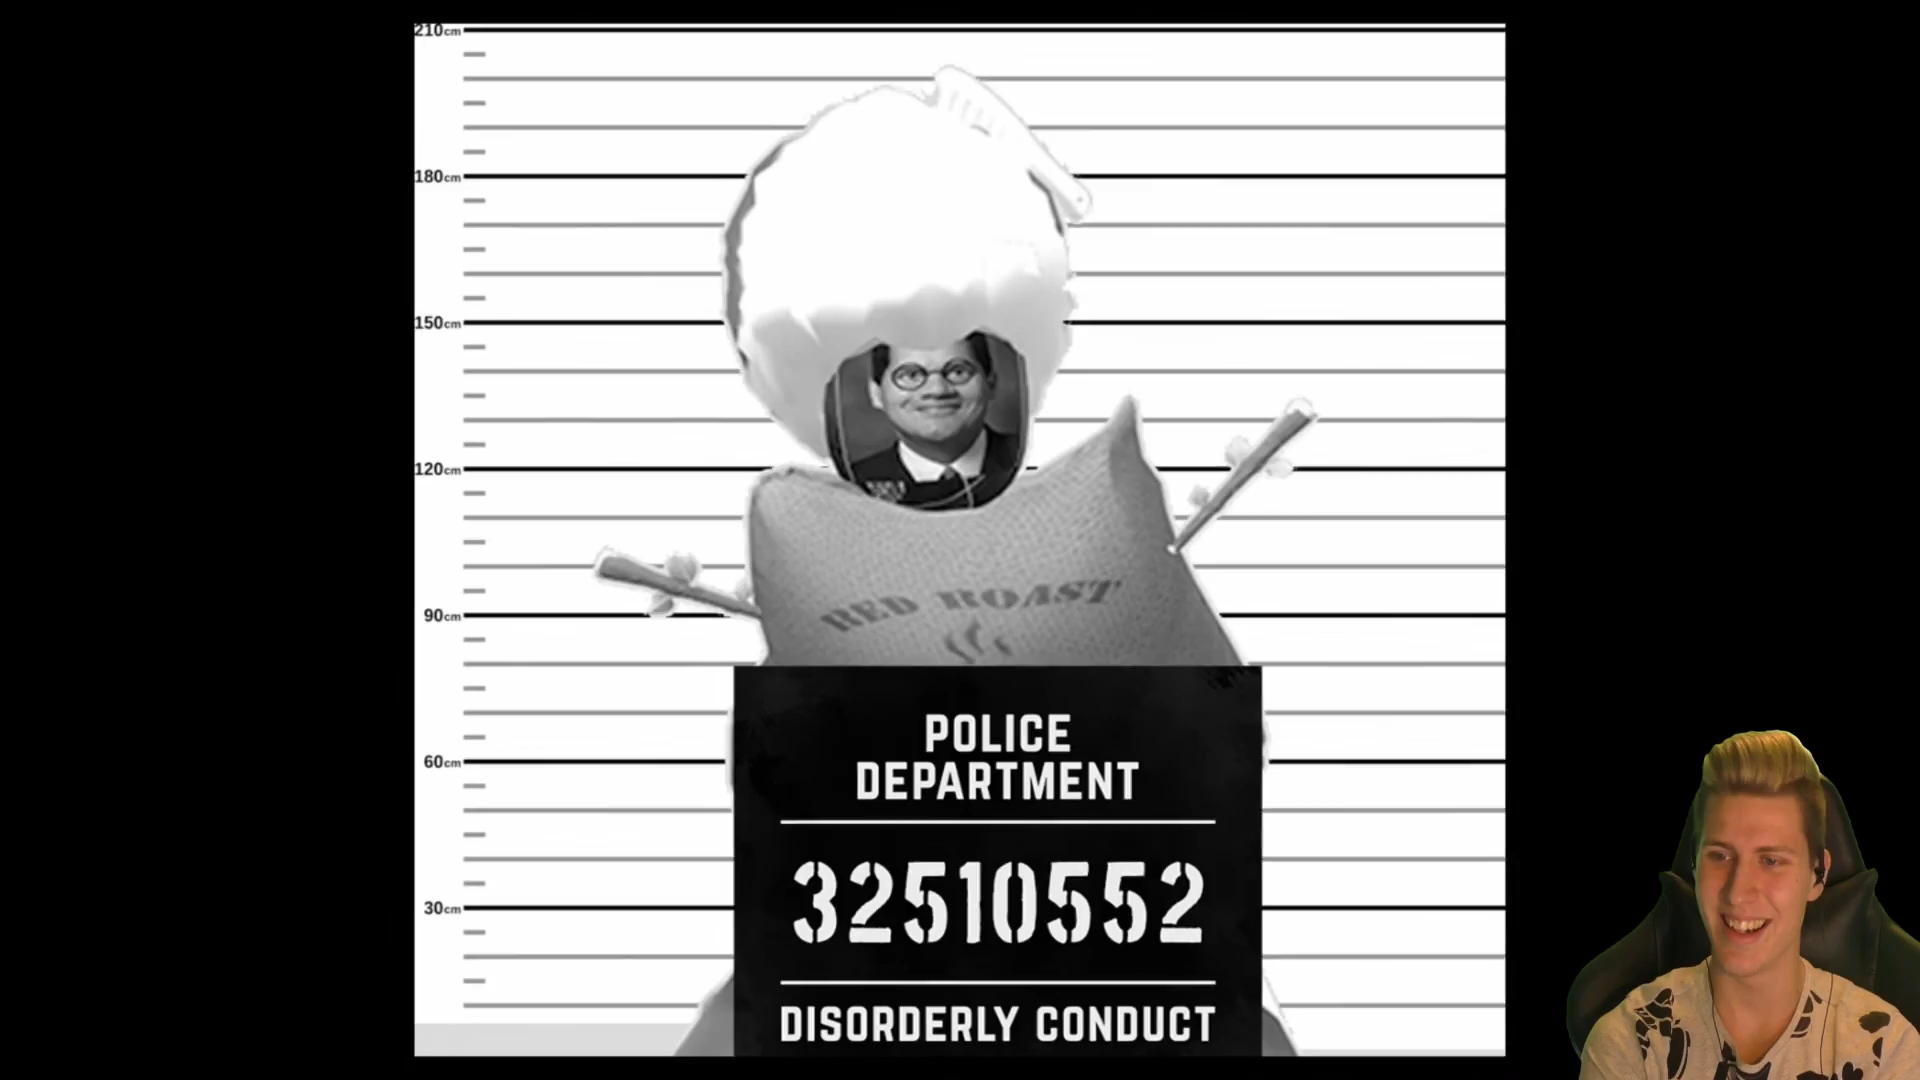 210cm
180cm
150cm
120cm
90cm
RED ROAST
60cm
30cm
POLICE
DEPARTMENT
32510552
DISORDERLY CONDUCT